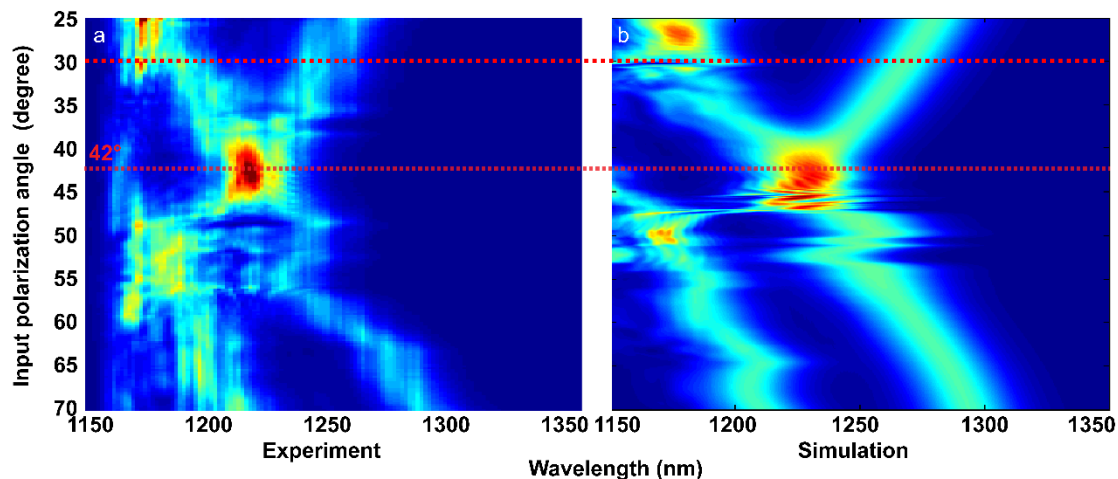 a
b
Input polarization angle (degree)
25
30
35
40
42°
45
50
55
60
65
70
1150 1200 1250 1300 1350
1150 1200 1250 1300 1350
Experiment
Simulation
Wavelength (nm)